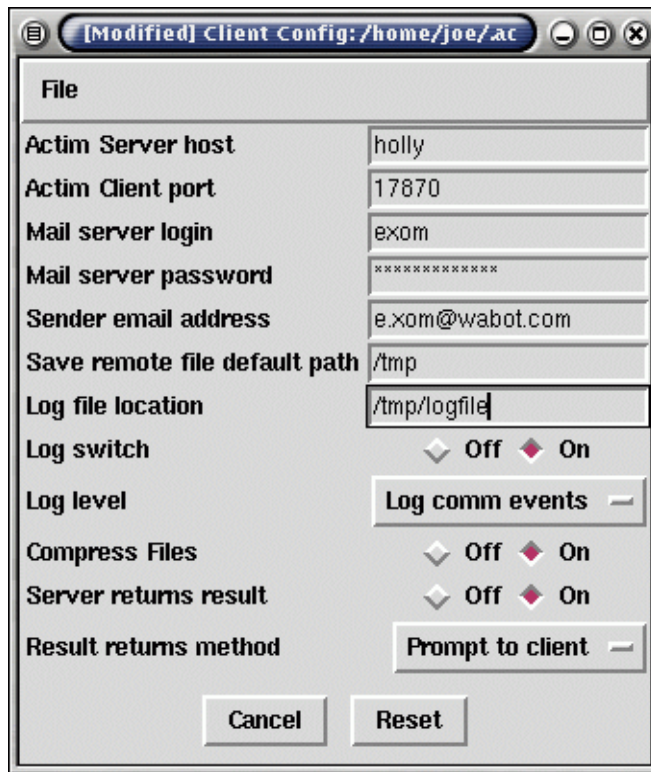 [Modified] Client Config:/home/joe/.ac
File
Actim Server host holly
Actim Client port 17870
Mail server login exom
Mail server password *************
Sender email address e.xom@wabot.com
Save remote file default path /tmp
Log file location /tmp/logfile
Log switch Off On
Log level Log comm events
Compress Files Off On
Server returns result Off On
Result returns method Prompt to client
Cancel Reset